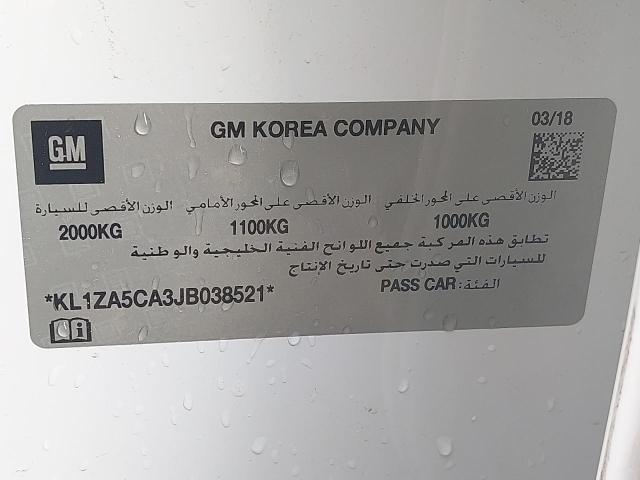 GM
GM KOREA COMPANY
03/18
الوزن الأقصى على المحور الخلفي
الوزن الأقصى على المحور الأمامي
الوزن الأقصى للسيارة
1000KG
1100KG
2000KG
تطابق هذه المركبة جميع اللوائح الفنية الخليجية والوطنية
للسيارات التي صدرت حتى تاريخ الإنتاج
الفئة: PASS CAR
*KL1ZA5CA3JB038521*